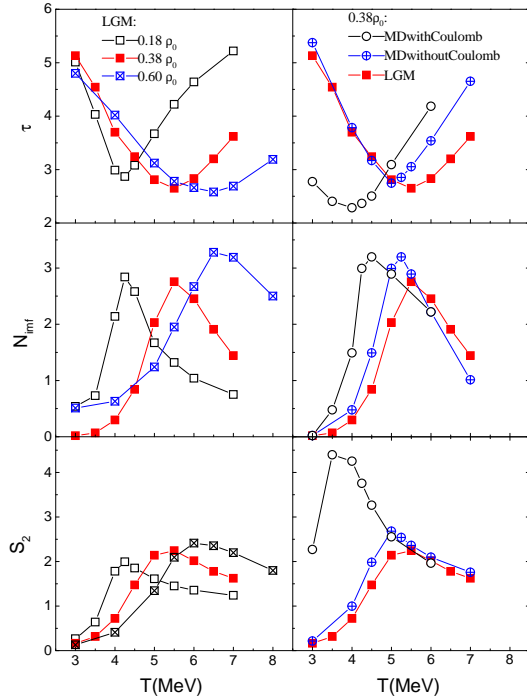 LGM:
0.18 ρ₀
0.38 ρ₀
0.60 ρ₀
0.38ρ₀:
MDwithCoulomb
MDwithoutCoulomb
LGM
τ
6
5
4
3
2
N_imf
3
2
1
0
S₂
4
3
2
1
0
3 4 5 6 7 8
3 4 5 6 7 8
T(MeV)
T(MeV)